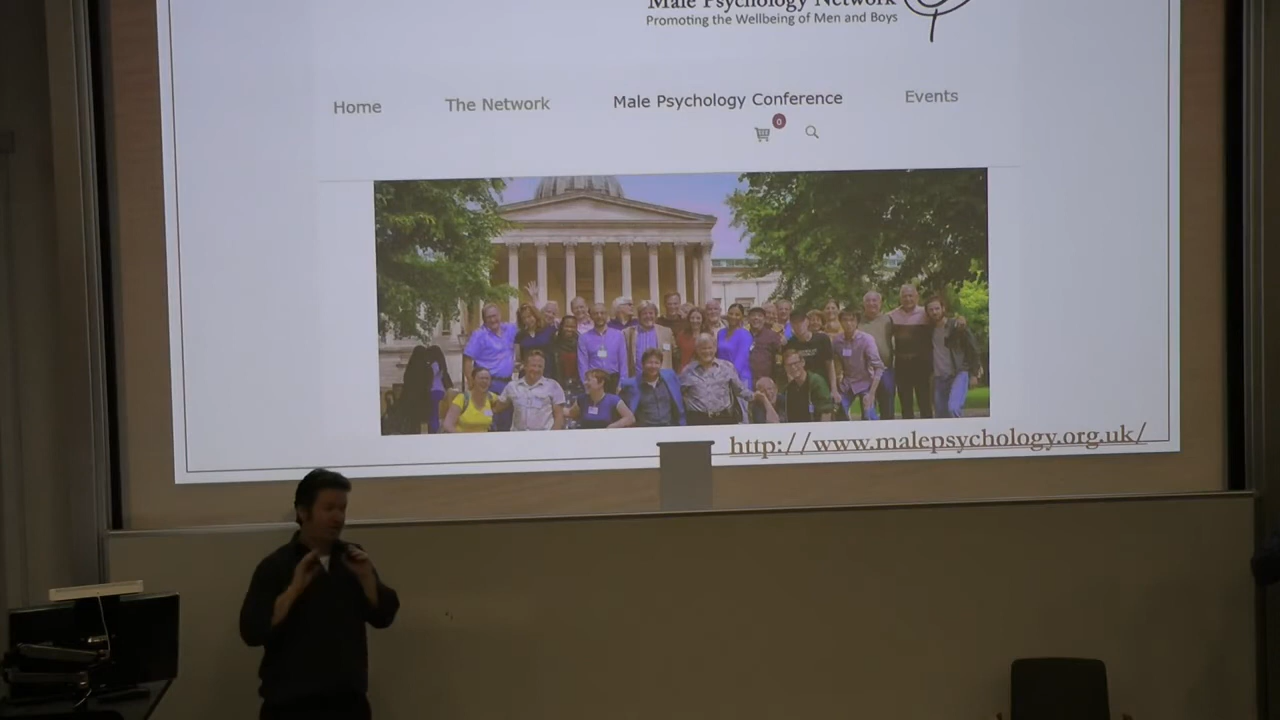 Male Psychology Network
Promoting the Wellbeing of Men and Boys
Home The Network Male Psychology Conference Events
0
http://www.malepsychology.org.uk/